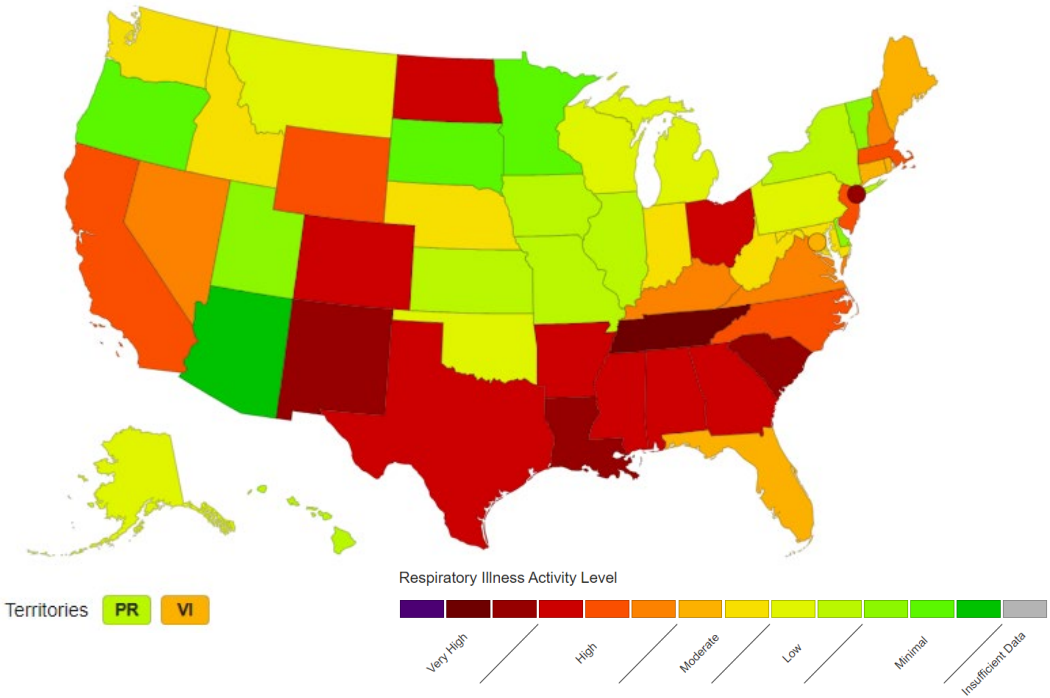 Respiratory Illness Activity Level
Territories PR VI
Very High
High
Moderate
Low
Minimal
Insufficient Data